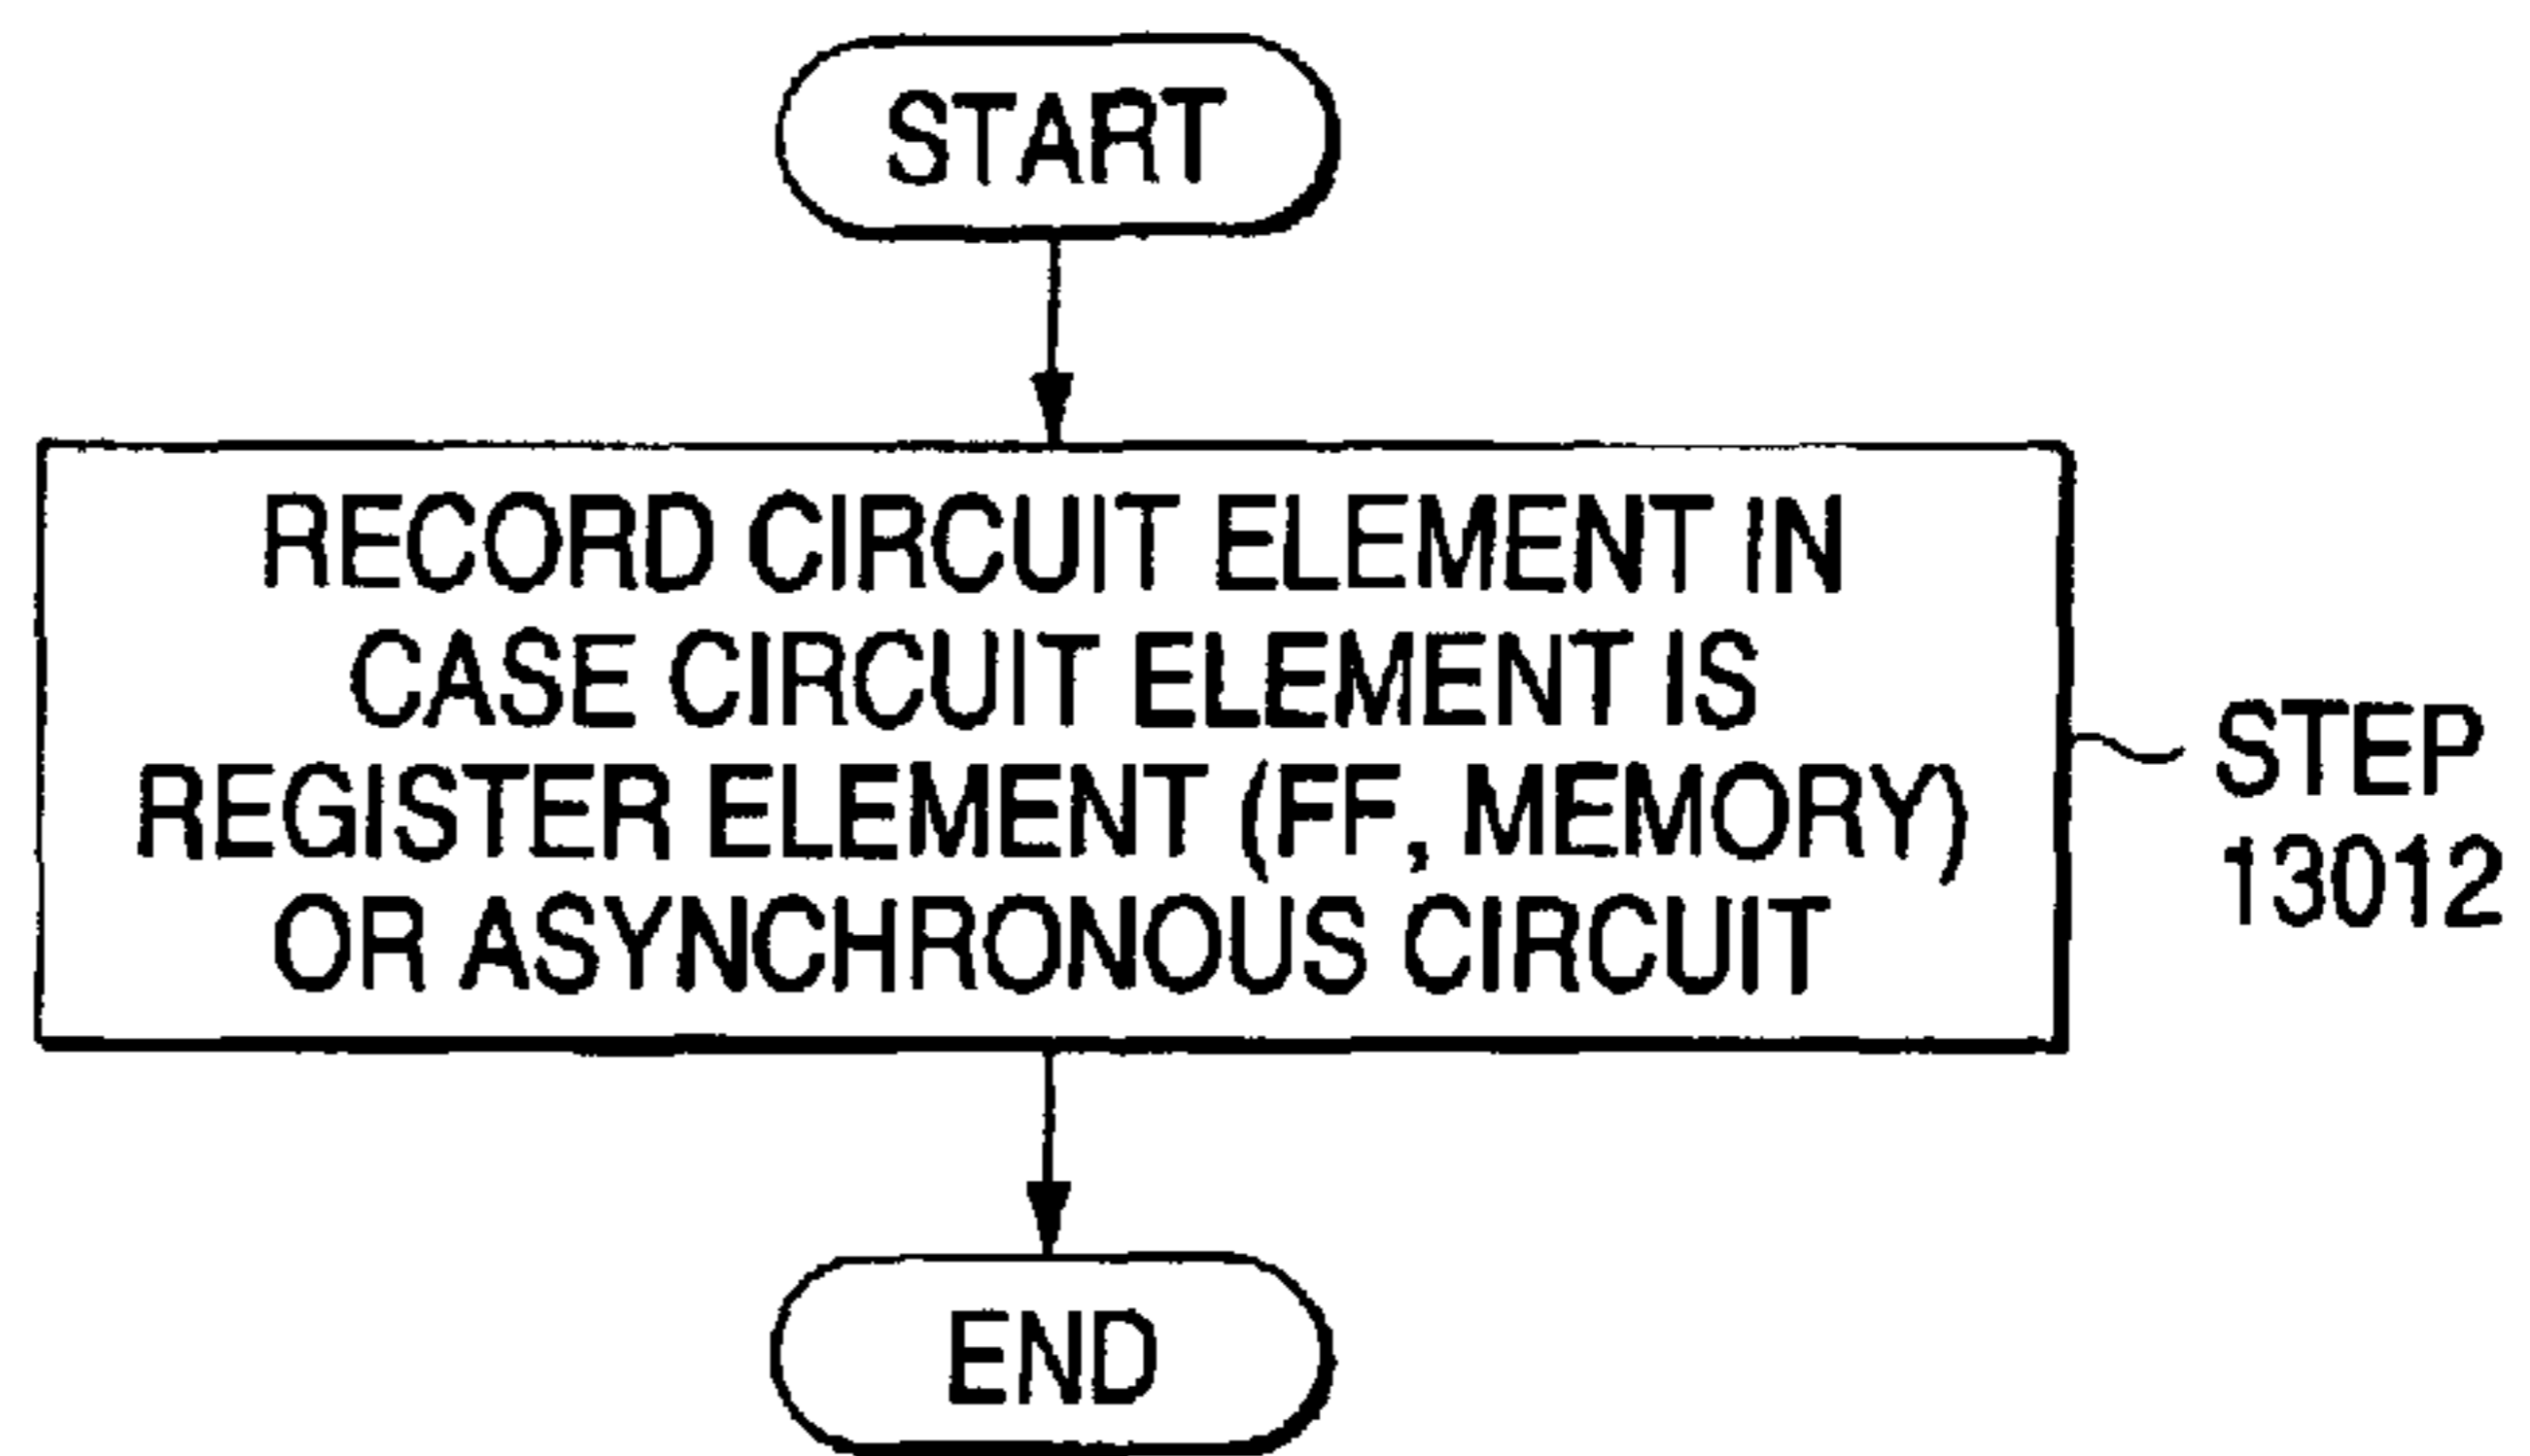 START
RECORD CIRCUIT ELEMENT IN
CASE CIRCUIT ELEMENT IS
REGISTER ELEMENT (FF, MEMORY)
OR ASYNCHRONOUS CIRCUIT
STEP
13012
END